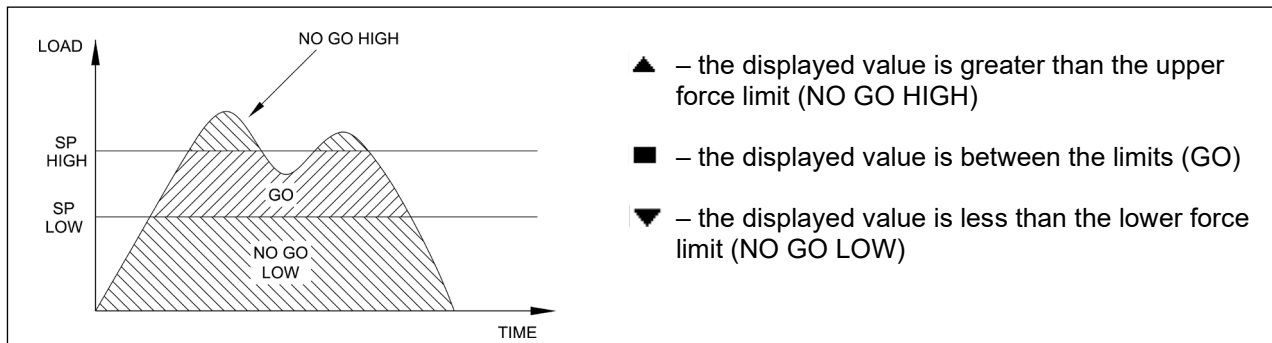 LOAD
NO GO HIGH
SP
HIGH
GO
SP
LOW
NO GO
LOW
TIME
▲ – the displayed value is greater than the upper
force limit (NO GO HIGH)
■ – the displayed value is between the limits (GO)
▼ – the displayed value is less than the lower force
limit (NO GO LOW)